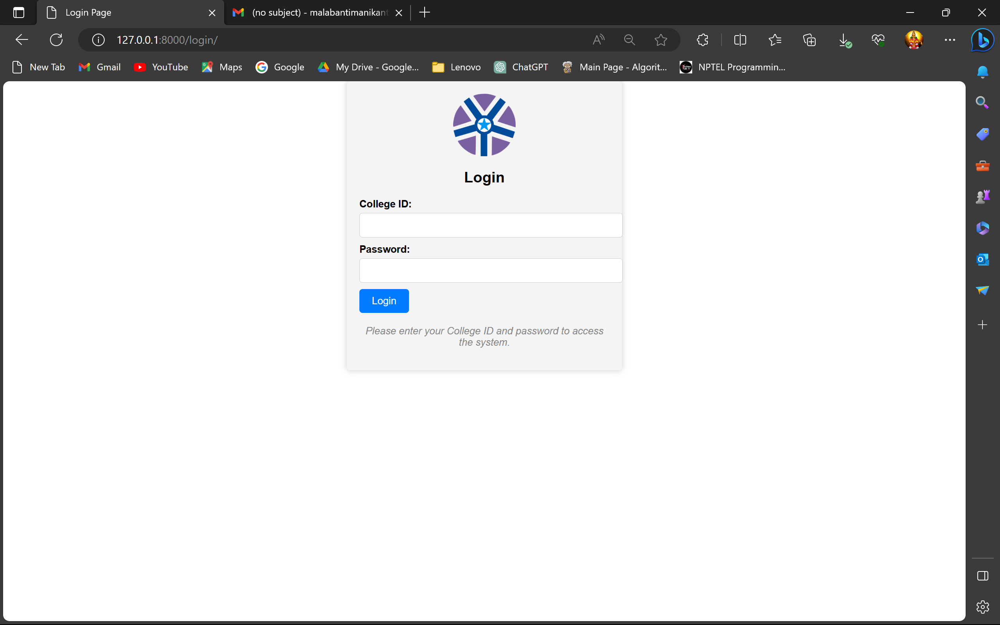 Login Page
(no subject) - malabantimanikant
127.0.0.1:8000/login/
New Tab
Gmail
YouTube
Maps
Google
My Drive - Google...
Lenovo
ChatGPT
Main Page - Algorit...
NPTEL Programmin...
Login
College ID:
Password:
Login
Please enter your College ID and password to access
the system.